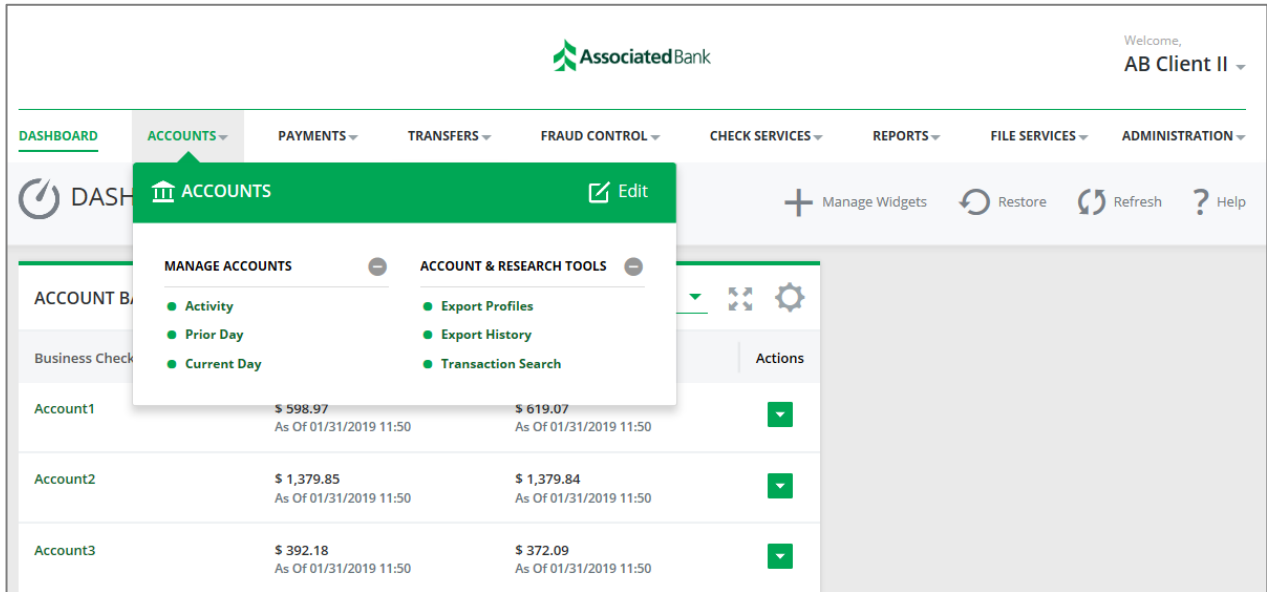 AssociatedBank
Welcome,
AB Client II
DASHBOARD ACCOUNTS PAYMENTS TRANSFERS FRAUD CONTROL CHECK SERVICES REPORTS FILE SERVICES ADMINISTRATION
DASH
ACCOUNTS Edit
Manage Widgets Restore Refresh ? Help
MANAGE ACCOUNTS
Activity
Prior Day
Current Day
ACCOUNT & RESEARCH TOOLS
Export Profiles
Export History
Transaction Search
ACCOUNT BA
Business Check Actions
Account1 $ 598.97 $ 619.07
As Of 01/31/2019 11:50 As Of 01/31/2019 11:50
Account2 $ 1,379.85 $ 1,379.84
As Of 01/31/2019 11:50 As Of 01/31/2019 11:50
Account3 $ 392.18 $ 372.09
As Of 01/31/2019 11:50 As Of 01/31/2019 11:50